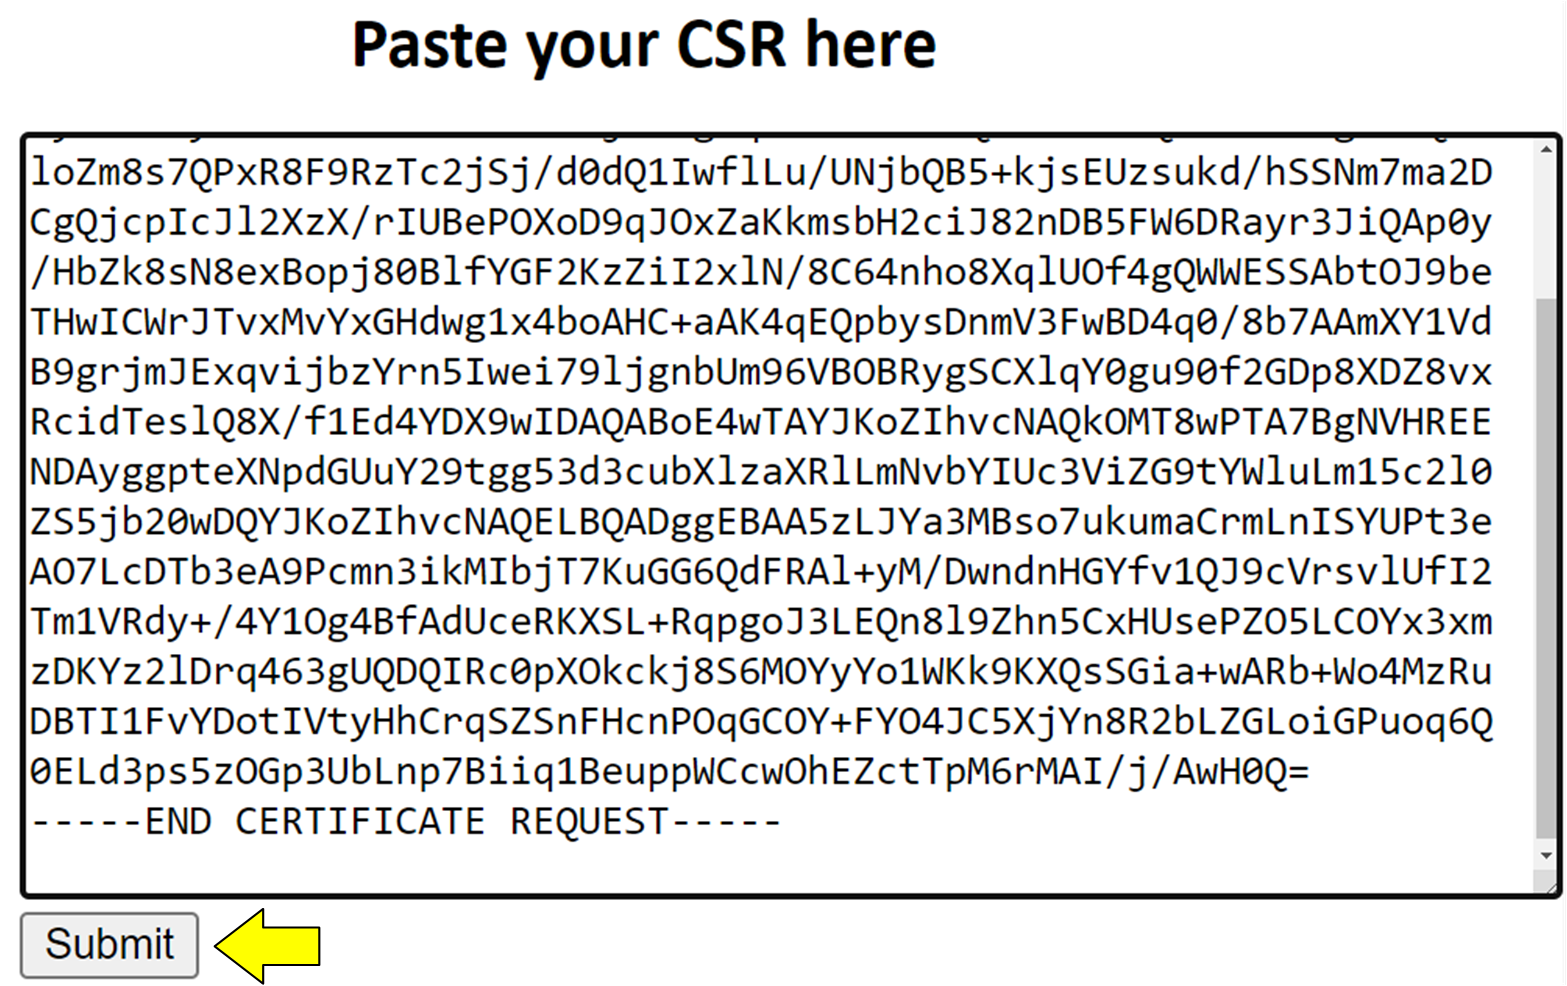 Paste your CSR here
loZm8s7QPxR8F9RzTc2jSj/d0dQ1IwflLu/UNjbQB5+kjsEUzsukd/hSSNm7ma2D
CgQjcpIcJl2XzX/rIUBePOXoD9qJOxZaKkmsbH2ciJ82nDB5FW6DRayr3JiQAp0y
/HbZk8sN8exBopj80BlfYGF2KzZiI2xlN/8C64nho8XqlUOf4gQWWESSAbtOJ9be
THwICWrJTvxMvYxGHdwg1x4boAHC+aAK4qEQpbysDnmV3FwBD4q0/8b7AAmXY1Vd
B9grjmJExqvijbzYrn5Iwei79ljgnbUm96VBOBRygSCXlqY0gu90f2GDp8XDZ8vx
RcidTeslQ8X/f1Ed4YDX9wIDAQABoE4wTAYJKoZIhvcNAQkOMT8wPTA7BgNVHREE
NDAyggpteXNpdGUuY29tgg53d3cubXlzaXRlLmNvbYIUc3ViZG9tYWluLm15c2l0
ZS5jb20wDQYJKoZIhvcNAQELBQADggEBAA5zLJYa3MBso7ukumaCrmLnISYUPt3e
AO7LcDTb3eA9Pcmn3ikMIbjT7KuGG6QdFRAl+yM/DwndnHGYfv1QJ9cVrsvlUfI2
Tm1VRdy+/4Y1Og4BfAdUceRKXSL+RqpgoJ3LEQn8l9Zhn5CxHUsePZO5LCOYx3xm
zDKYz2lDrq463gUQDQIRc0pXOkckj8S6MOYyYo1WKk9KXQsSGia+wARb+Wo4MzRu
DBTI1FvYDotIVtyHhCrqSZSnFHcnPOqGCOY+FYO4JC5XjYn8R2bLZGLoiGPuoq6Q
0ELd3ps5zOGp3UbLnp7Biiq1BeuppWCcwOhEZctTpM6rMAI/j/AwH0Q=
-----END CERTIFICATE REQUEST-----
Submit